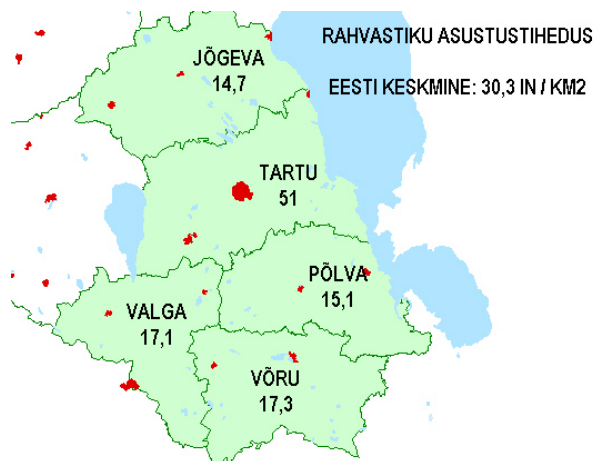 RAHVASTIKU ASUSTUSTIHEDUS
EESTI KESKMINE: 30,3 IN / KM2
JÕGEVA
14,7
TARTU
51
PÕLVA
15,1
VALGA
17,1
VÕRU
17,3